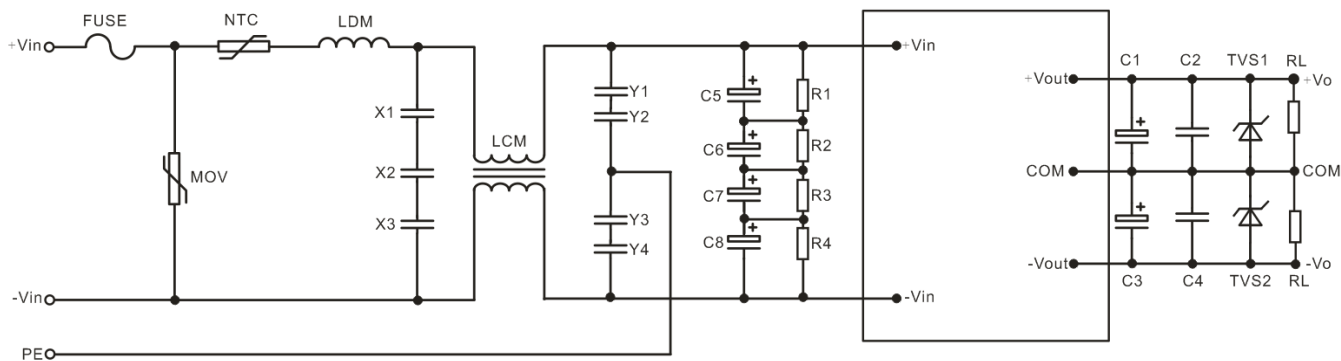 FUSE
NTC
LDM
+Vin
X1
X2
X3
MOV
LCM
Y1
Y2
Y3
Y4
C5
C6
C7
C8
R1
R2
R3
R4
-Vin
PE
+Vin
-Vin
+Vout
COM
-Vout
C1
C2
TVS1
RL
+Vo
COM
-Vo
C3
C4
TVS2
RL
+
+
+
+
+
+